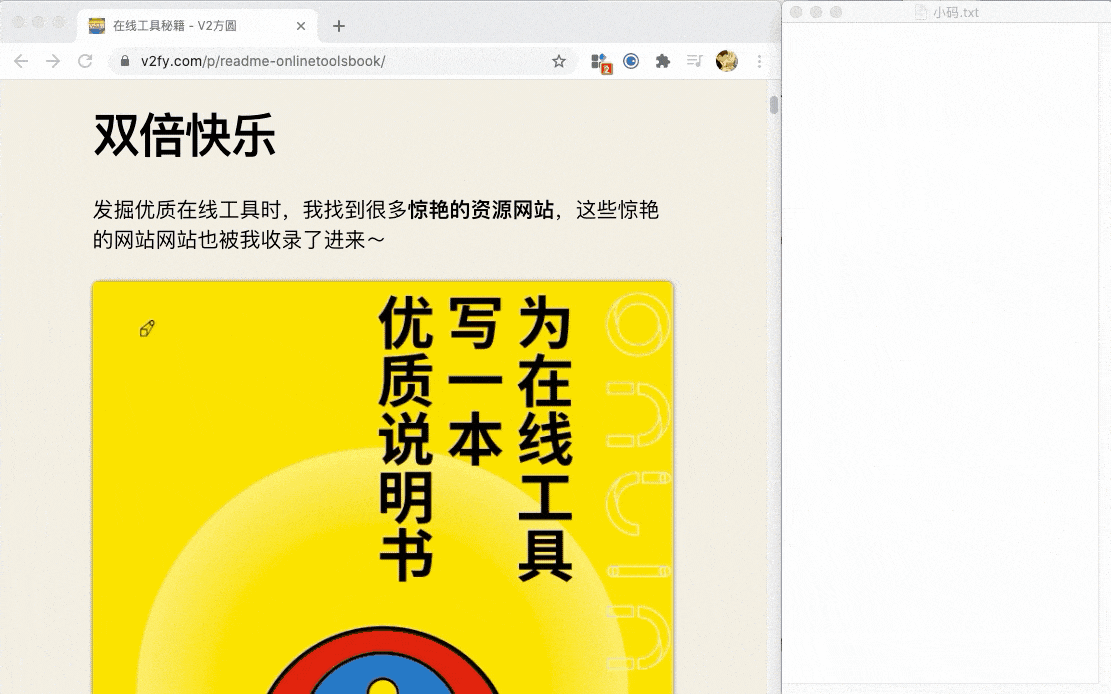 在线工具秘籍 - V2方圆
小码.txt
v2fy.com/p/readme-onlinetoolsbook/
2
双倍快乐
发掘优质在线工具时，我找到很多惊艳的资源网站，这些惊艳
的网站网站也被我收录了进来～
为在线工具
写一本
优质说明书
Onlin